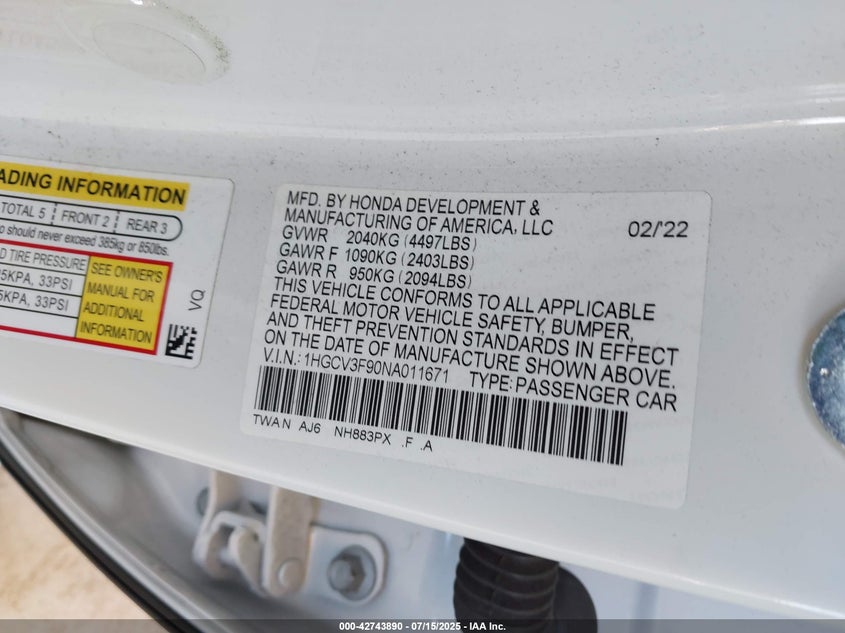 ADING INFORMATION
TOTAL 5 FRONT 2 REAR 3
o should never exceed 385kg or 850lbs.
TIRE PRESSURE
5KPA, 33PSI
5KPA, 33PSI
SEE OWNER'S
MANUAL FOR
ADDITIONAL
INFORMATION
VQ
MFD. BY HONDA DEVELOPMENT &
MANUFACTURING OF AMERICA, LLC 02/'22
GVWR 2040KG (4497LBS)
GAWR F 1090KG (2403LBS)
GAWR R 950KG (2094LBS)
THIS VEHICLE CONFORMS TO ALL APPLICABLE
FEDERAL MOTOR VEHICLE SAFETY, BUMPER,
AND THEFT PREVENTION STANDARDS IN EFFECT
ON THE DATE OF MANUFACTURE SHOWN ABOVE.
V.I.N.: 1HGCV3F90NA011671 TYPE: PASSENGER CAR
TWA N AJ6 NH883PX .F .A
000-42743890 - 07/15/2025 - IAA Inc.